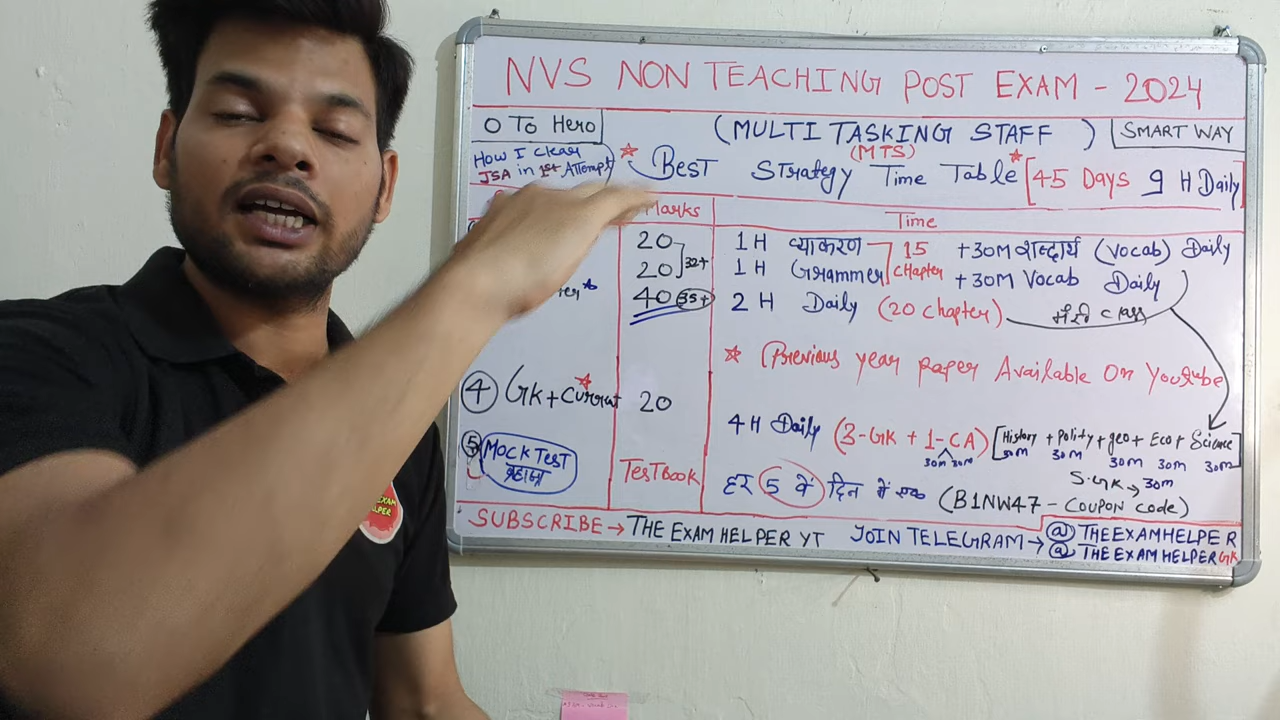 NVS NON TEACHING POST EXAM - 2024
0 To Hero
(MULTI TASKING STAFF )
SMART WAY
(MTS)
How I clear
JSA in 1st Attempt
BEST Strategy Time Table [45 Days 9 H Daily]
Marks
Time
20
1 H व्याकरण
15
+ 30M शब्दार्थ (vocab) Daily
32+
20
1 H Grammer
CHapter
+ 30M Vocab Daily
40 35+
2 H Daily (20 chapter)
class
Previous year paper Available On Youtube
4 GK + Current
20
4 H Daily (3-GK + 1-CA) [History + Polity + geo + Eco + Science]
30m 30m
30m 30m 30m 30m 30m
S.GK → 30m
5 MOCK TEST
TestBook
हर 5 वें दिन में एक (B1NW47 - COUPON code)
SUBSCRIBE → THE EXAM HELPER YT JOIN TELEGRAM → @ THEEXAMHELPER
@ THE EXAM HELPER GK
EXAM
HELPER